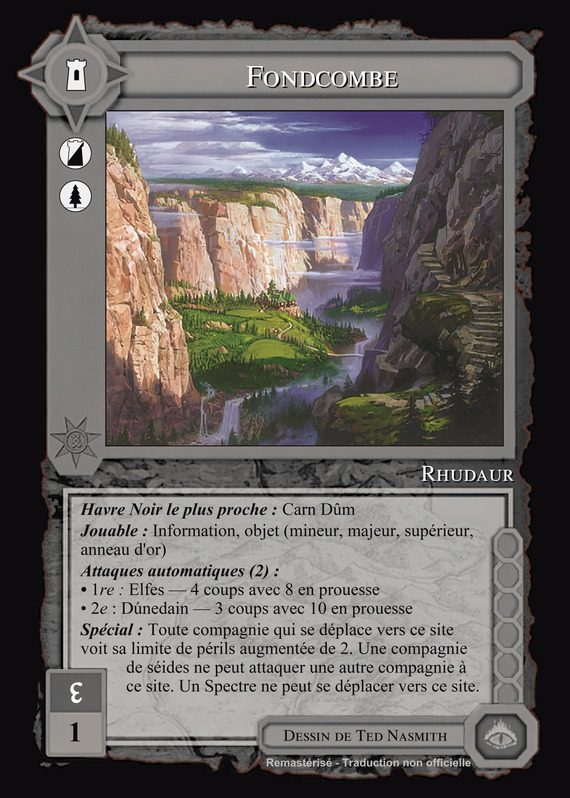 Fondcombe
Rhudaur
Havre Noir le plus proche : Carn Dûm
Jouable : Information, objet (mineur, majeur, supérieur,
anneau d'or)
Attaques automatiques (2) :
• 1re : Elfes — 4 coups avec 8 en prouesse
• 2e : Dúnedain — 3 coups avec 10 en prouesse
Spécial : Toute compagnie qui se déplace vers ce site
voit sa limite de périls augmentée de 2. Une compagnie
de séides ne peut attaquer une autre compagnie à
ce site. Un Spectre ne peut se déplacer vers ce site.
ε
1
Dessin de Ted Nasmith
Remastérisé - Traduction non officielle